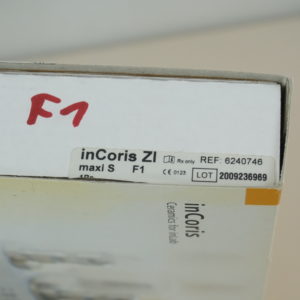 F1
inCoris ZI Rx only REF: 6240746
maxi S F1 CE 0123 LOT 2009236969
inCoris
Ceramics for inLab